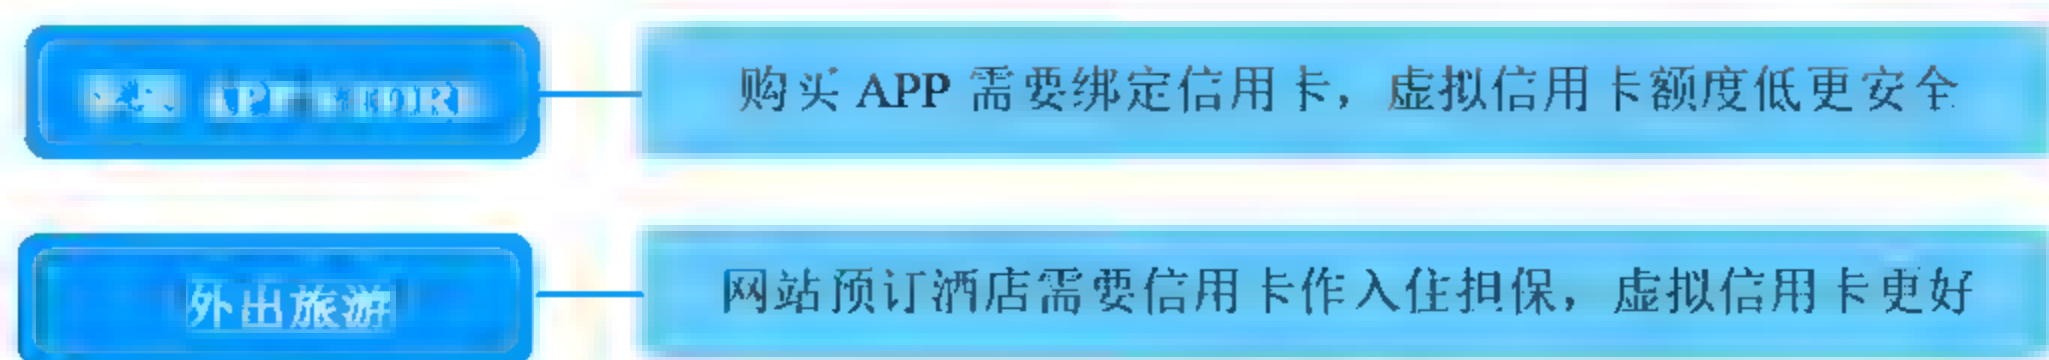 购买 APP 需要绑定信用卡，虚拟信用卡额度低更安全
外出旅游
网站预订酒店需要信用卡作入住担保，虚拟信用卡更好